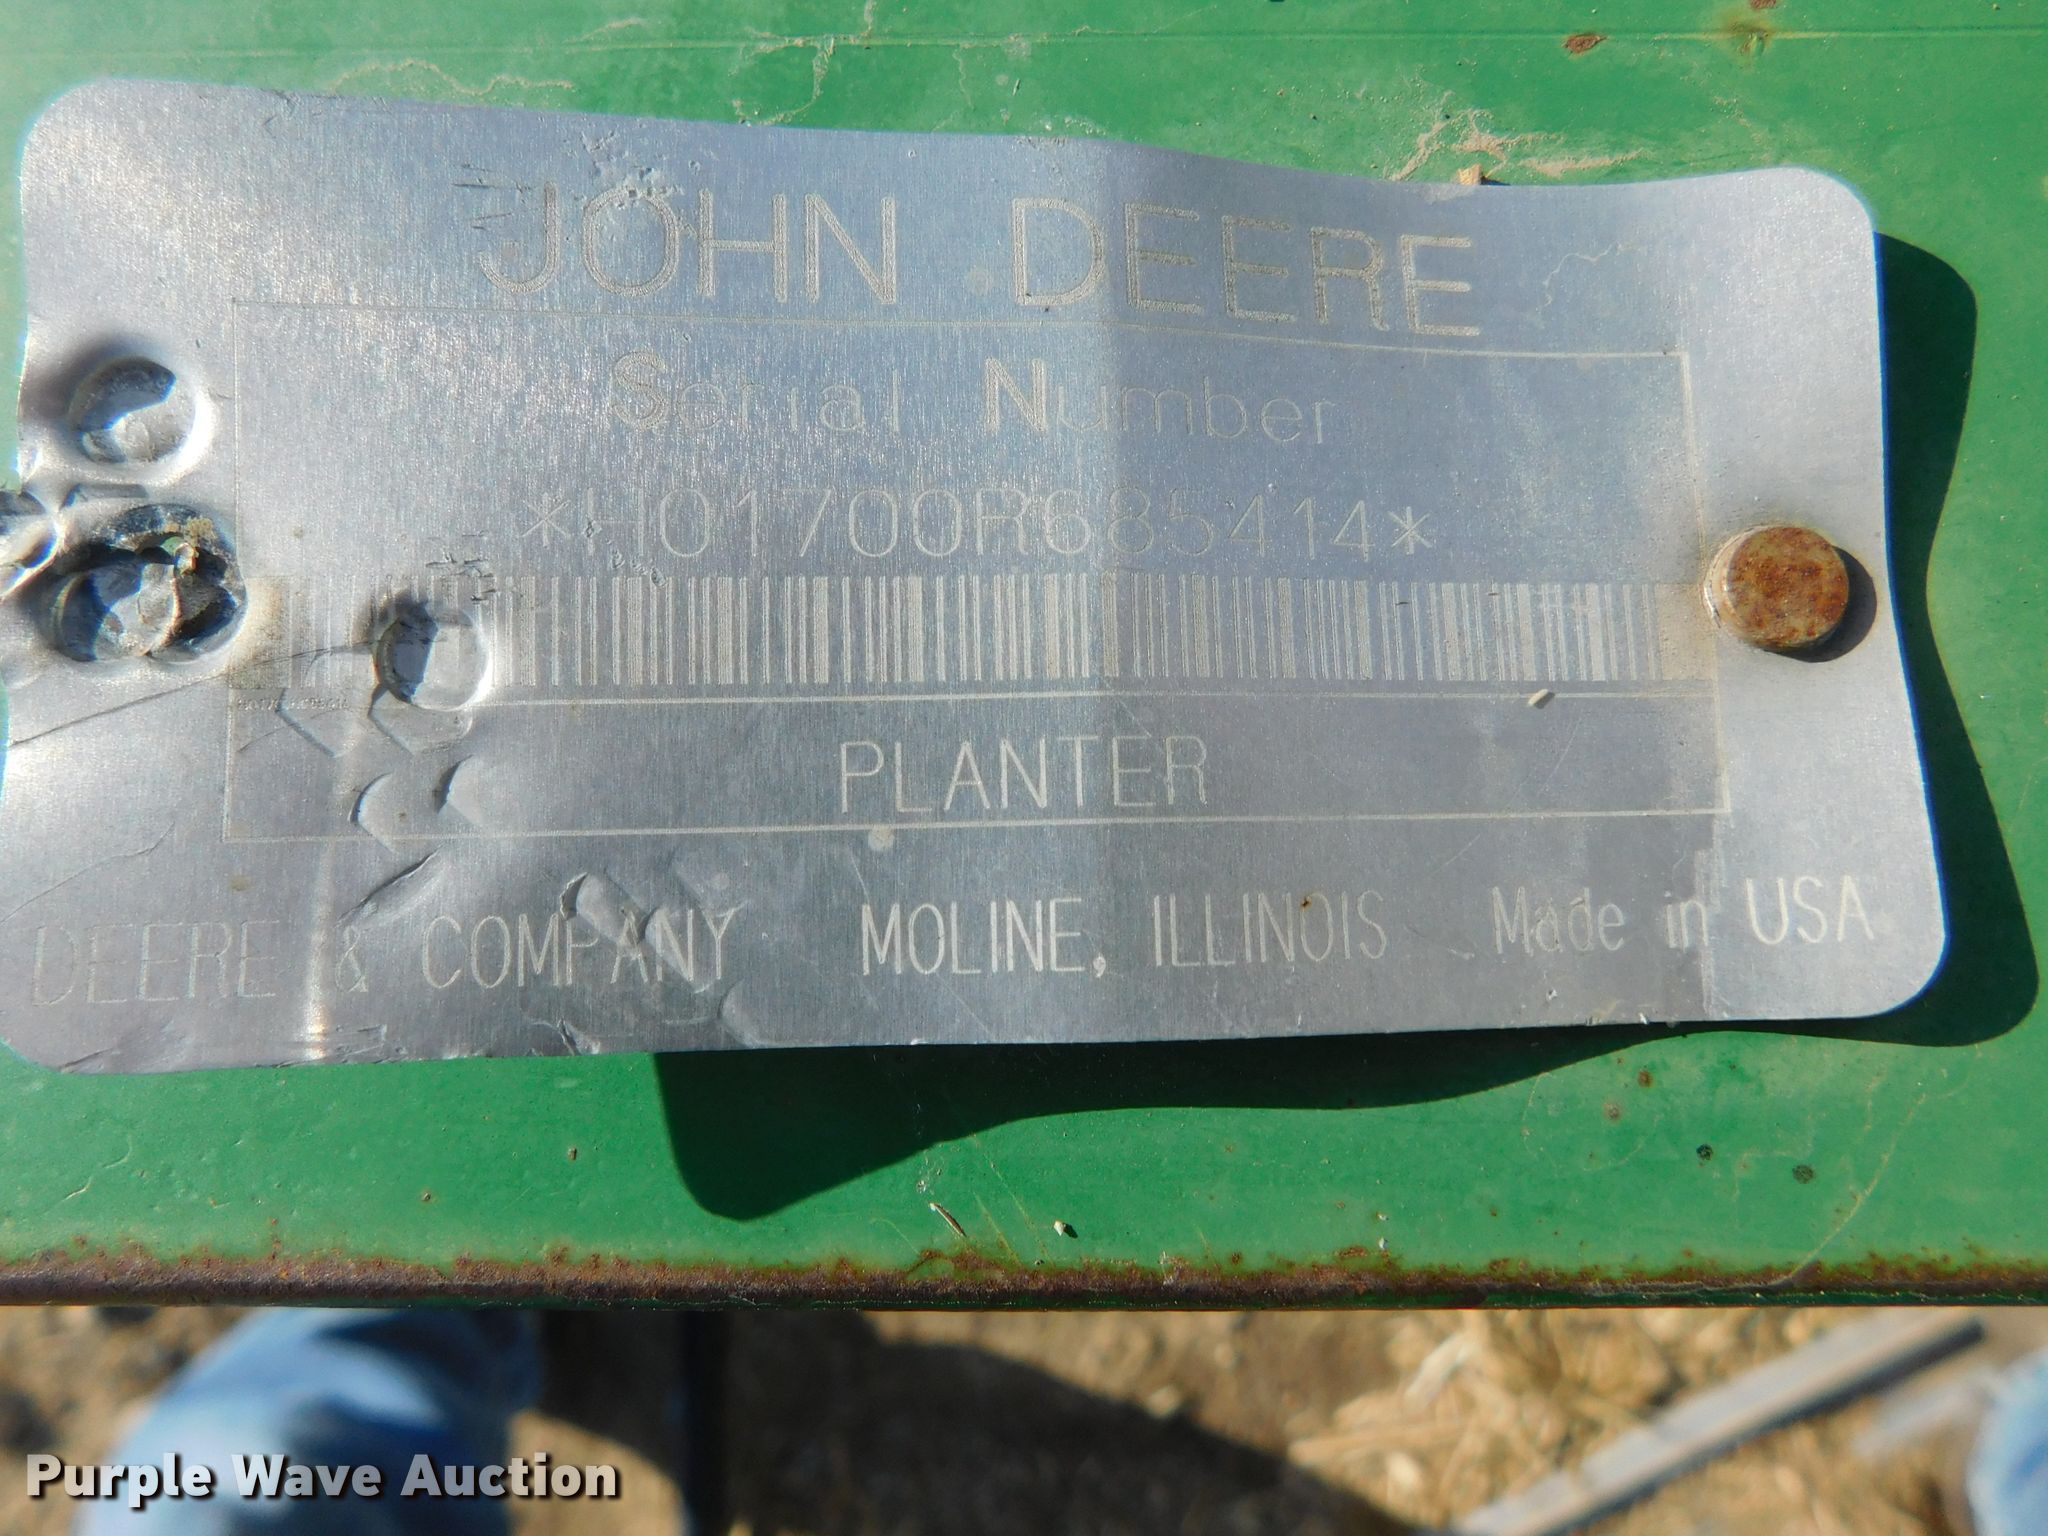 JOHN DEERE
Serial Number
*H01700R685414*
PLANTER
DEERE & COMPANY MOLINE, ILLINOIS Made in USA
Purple Wave Auction